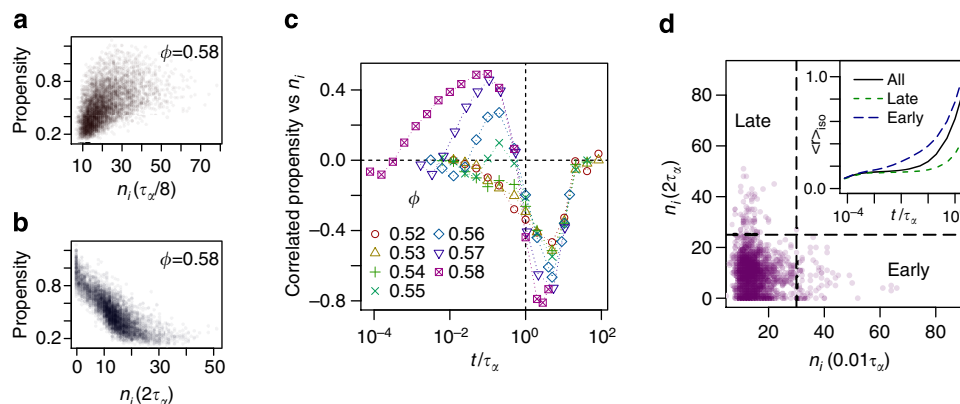 a
ϕ=0.58
Propensity
0.8
0.2
10 30 50 70
n_i(τ_α/8)
b
ϕ=0.58
Propensity
0.8
0.2
0 10 30 50
n_i(2τ_α)
c
Correlated propensity vs n_i
0.4
0.0
−0.4
−0.8
ϕ
0.52 0.56
0.53 0.57
0.54 0.58
0.55
10^−4 10^−2 10^0 10^2
t/τ_α
d
n_i(2τ_α)
80
60
40
20
0
Late
Early
20 40 60 80
n_i(0.01τ_α)
1.0
<r>_iso
0.0
All
Late
Early
10^−4 10^1
t/τ_α